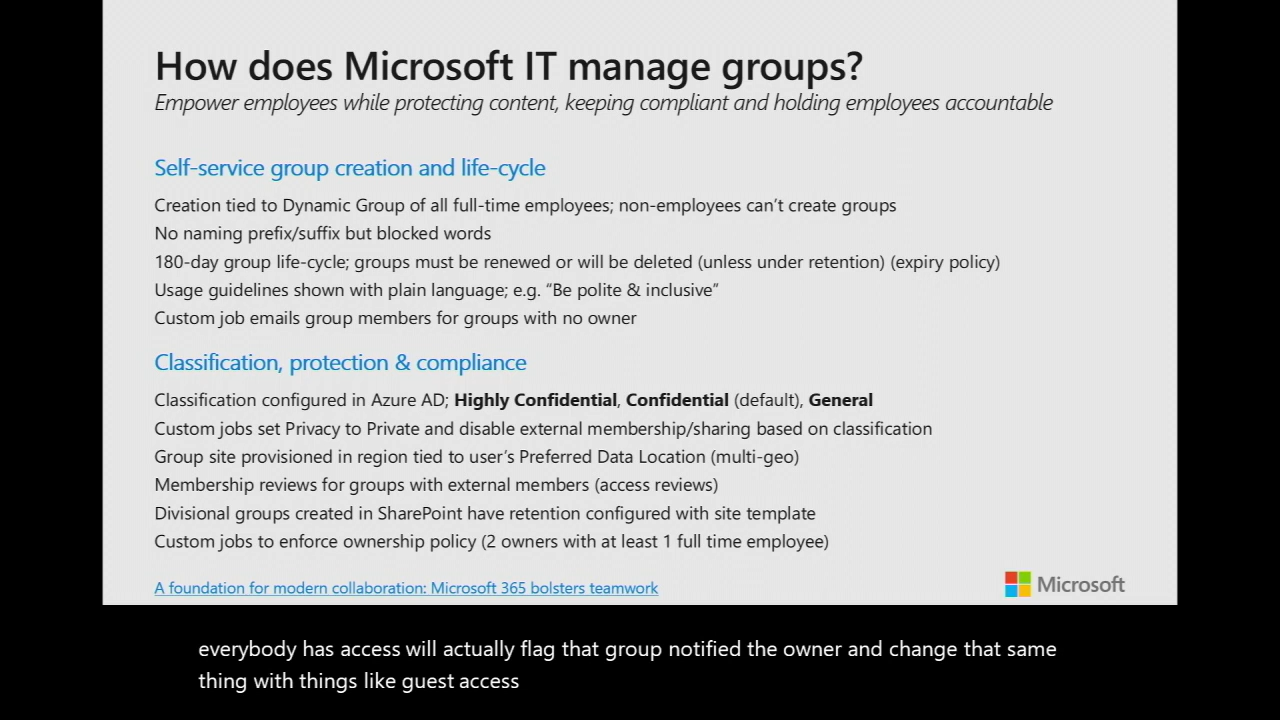 How does Microsoft IT manage groups?
Empower employees while protecting content, keeping compliant and holding employees accountable
Self-service group creation and life-cycle
Creation tied to Dynamic Group of all full-time employees; non-employees can't create groups
No naming prefix/suffix but blocked words
180-day group life-cycle; groups must be renewed or will be deleted (unless under retention) (expiry policy)
Usage guidelines shown with plain language; e.g. “Be polite & inclusive”
Custom job emails group members for groups with no owner
Classification, protection & compliance
Classification configured in Azure AD; Highly Confidential, Confidential (default), General
Custom jobs set Privacy to Private and disable external membership/sharing based on classification
Group site provisioned in region tied to user's Preferred Data Location (multi-geo)
Membership reviews for groups with external members (access reviews)
Divisional groups created in SharePoint have retention configured with site template
Custom jobs to enforce ownership policy (2 owners with at least 1 full time employee)
A foundation for modern collaboration: Microsoft 365 bolsters teamwork
Microsoft
everybody has access will actually flag that group notified the owner and change that same
thing with things like guest access